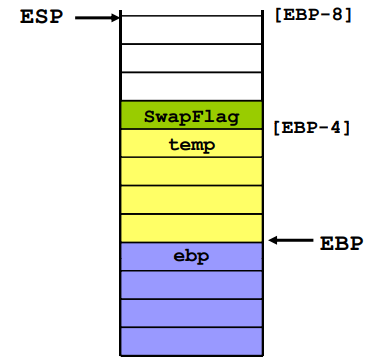 ESP
[EBP-8]
SwapFlag
[EBP-4]
temp
EBP
ebp